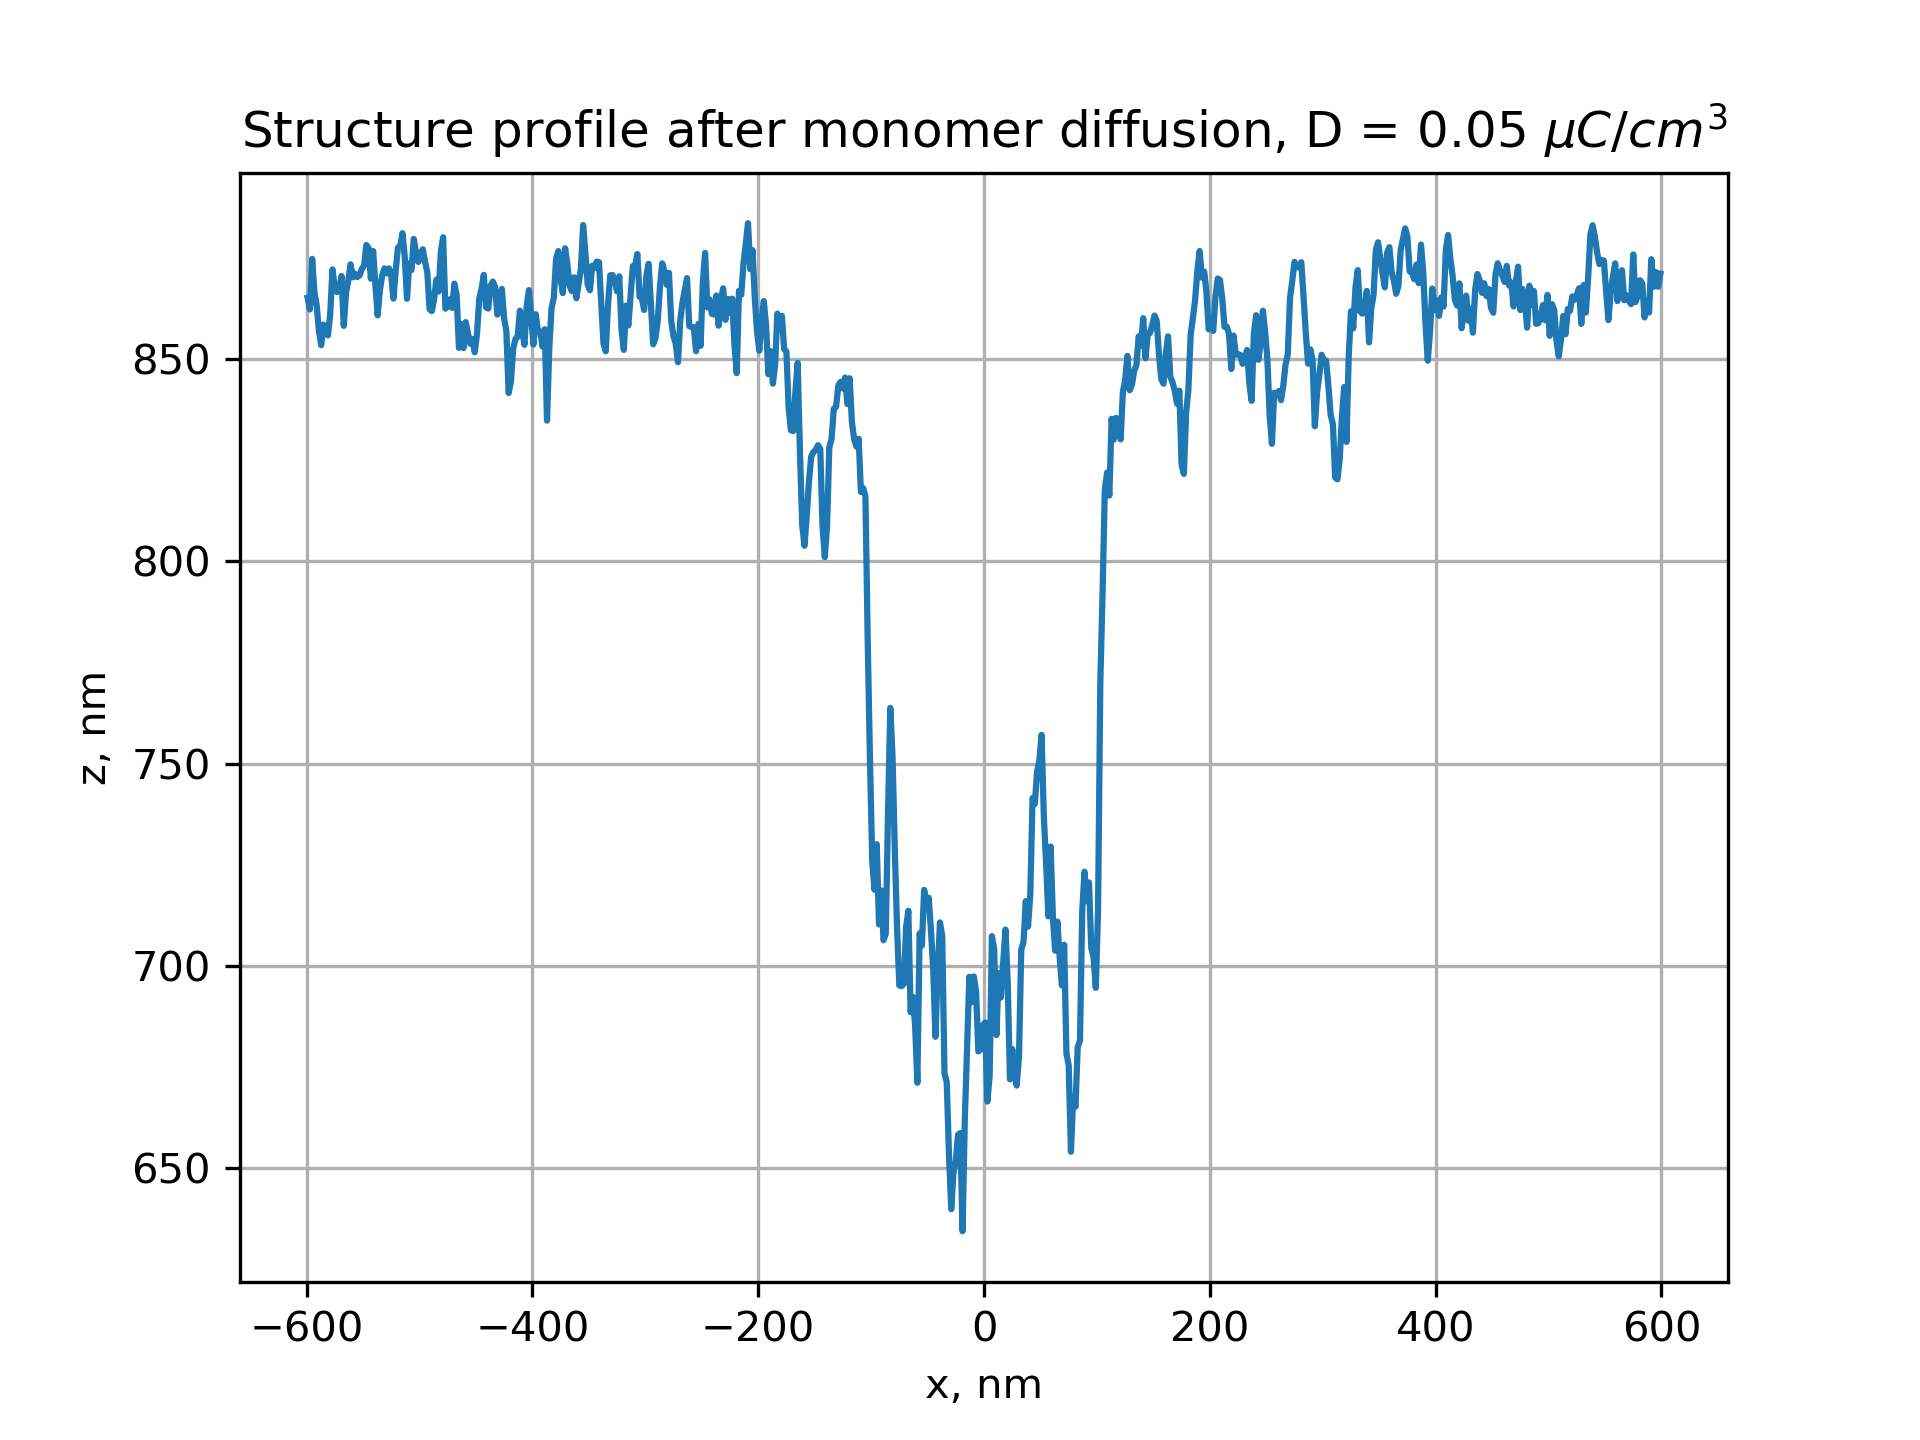 Structure profile after monomer diffusion, D = 0.05 μC/cm³
z, nm
850
800
750
700
650
−600 −400 −200 0 200 400 600
x, nm